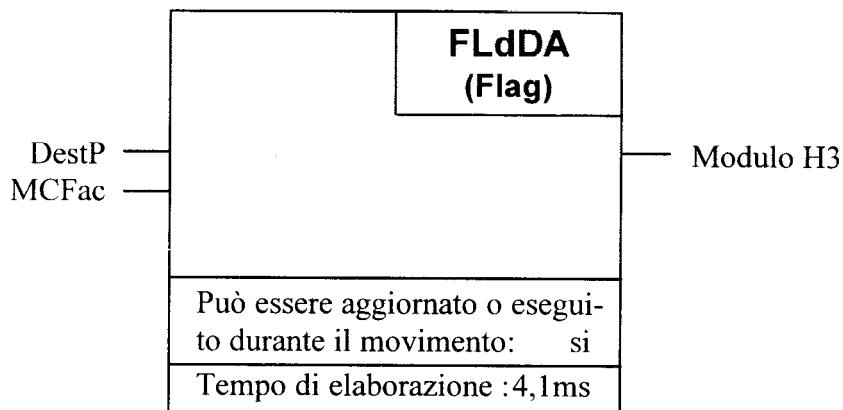 FLdDA
(Flag)
DestP
MCFac
Modulo H3
Può essere aggiornato o esegui-
to durante il movimento: si
Tempo di elaborazione :4,1ms